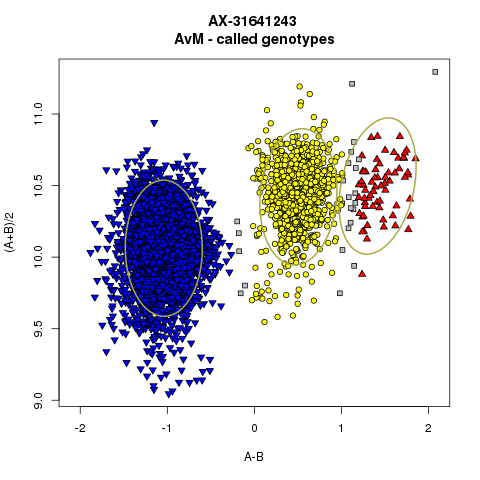 AX-31641243
AvM - called genotypes
(A+B)/2
11.0
10.5
10.0
9.5
9.0
-2 -1 0 1 2
A-B